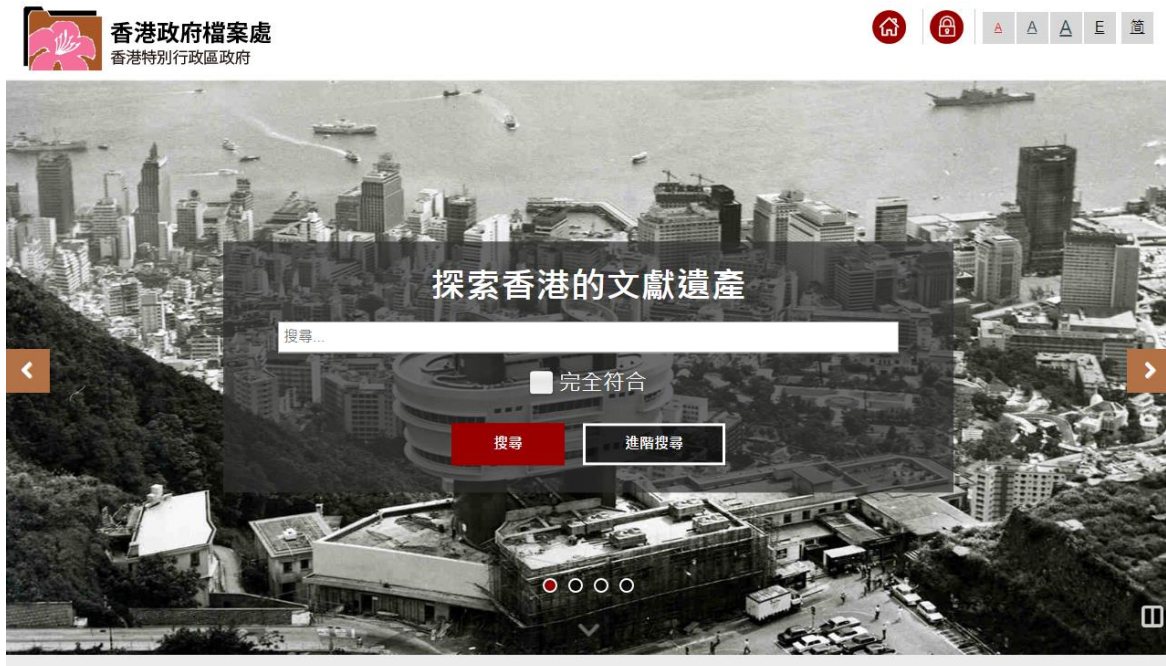 香港政府檔案處
香港特別行政區政府
A A A E 简
探索香港的文獻遺產
搜尋...
完全符合
搜尋
進階搜尋